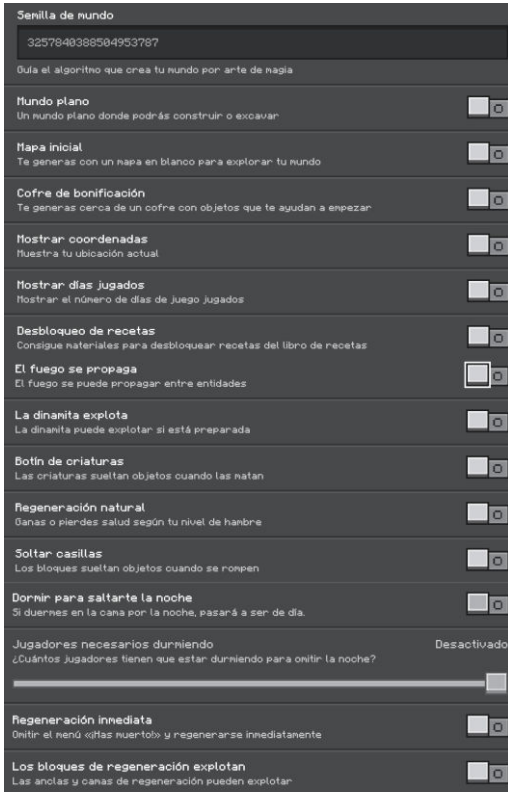 Semilla de mundo
3257840388504953787
Guía el algoritmo que crea tu mundo por arte de magia
Mundo plano
Un mundo plano donde podrás construir o excavar
Mapa inicial
Te generas con un mapa en blanco para explorar tu mundo
Cofre de bonificación
Te generas cerca de un cofre con objetos que te ayudan a empezar
Mostrar coordenadas
Muestra tu ubicación actual
Mostrar días jugados
Mostrar el número de días de juego jugados
Desbloqueo de recetas
Consigue materiales para desbloquear recetas del libro de recetas
El fuego se propaga
El fuego se puede propagar entre entidades
La dinamita explota
La dinamita puede explotar si está preparada
Botín de criaturas
Las criaturas sueltan objetos cuando las matan
Regeneración natural
Ganas o pierdes salud según tu nivel de hambre
Soltar casillas
Los bloques sueltan objetos cuando se rompen
Dormir para saltarte la noche
Si duermes en la cama por la noche, pasará a ser de día.
Jugadores necesarios durmiendo Desactivado
¿Cuántos jugadores tienen que estar durmiendo para omitir la noche?
Regeneración inmediata
Omitir el menú «¡Has muerto!» y regenerarse inmediatamente
Los bloques de regeneración explotan
Las anclas y camas de regeneración pueden explotar